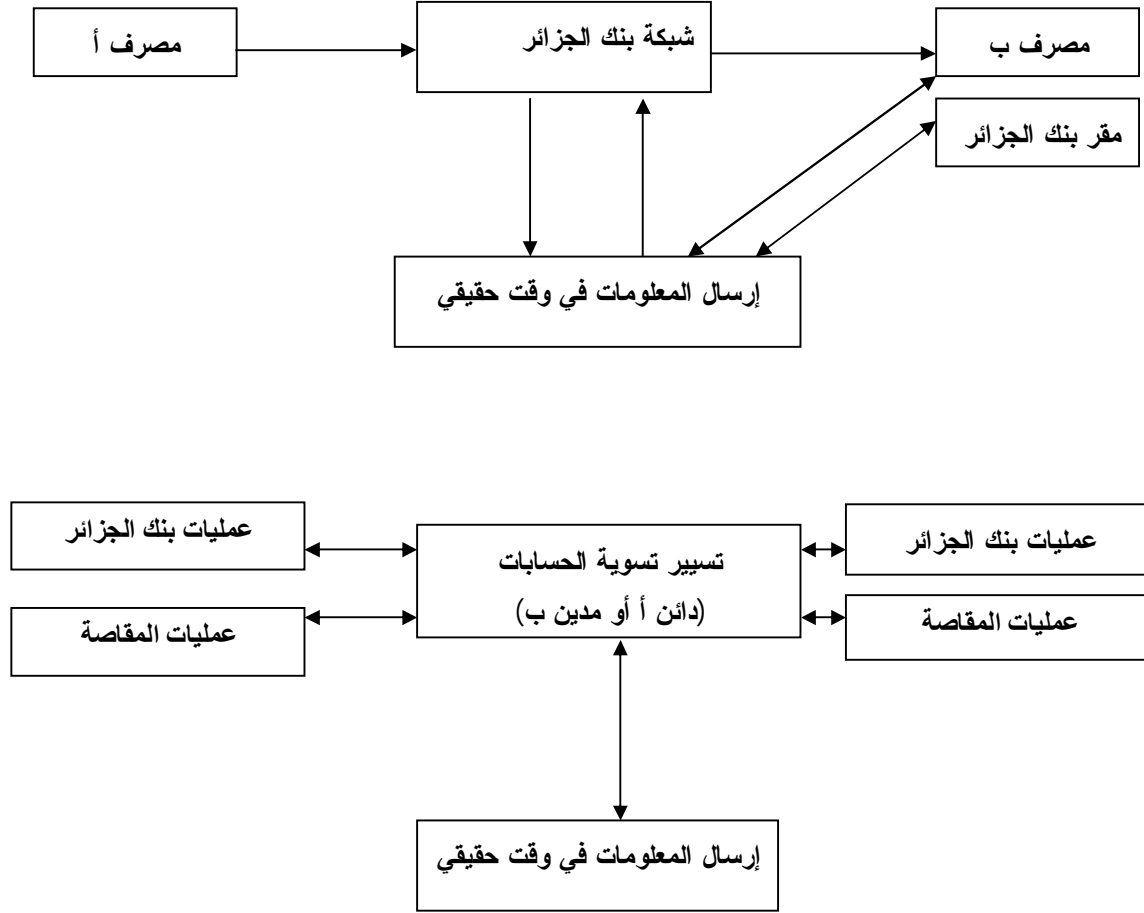 مصرف أ
شبكة بنك الجزائر
مصرف ب
مقر بنك الجزائر
إرسال المعلومات في وقت حقيقي
عمليات بنك الجزائر
تسيير تسوية الحسابات
(دائن أ أو مدين ب)
عمليات بنك الجزائر
عمليات المقاصة
عمليات المقاصة
إرسال المعلومات في وقت حقيقي